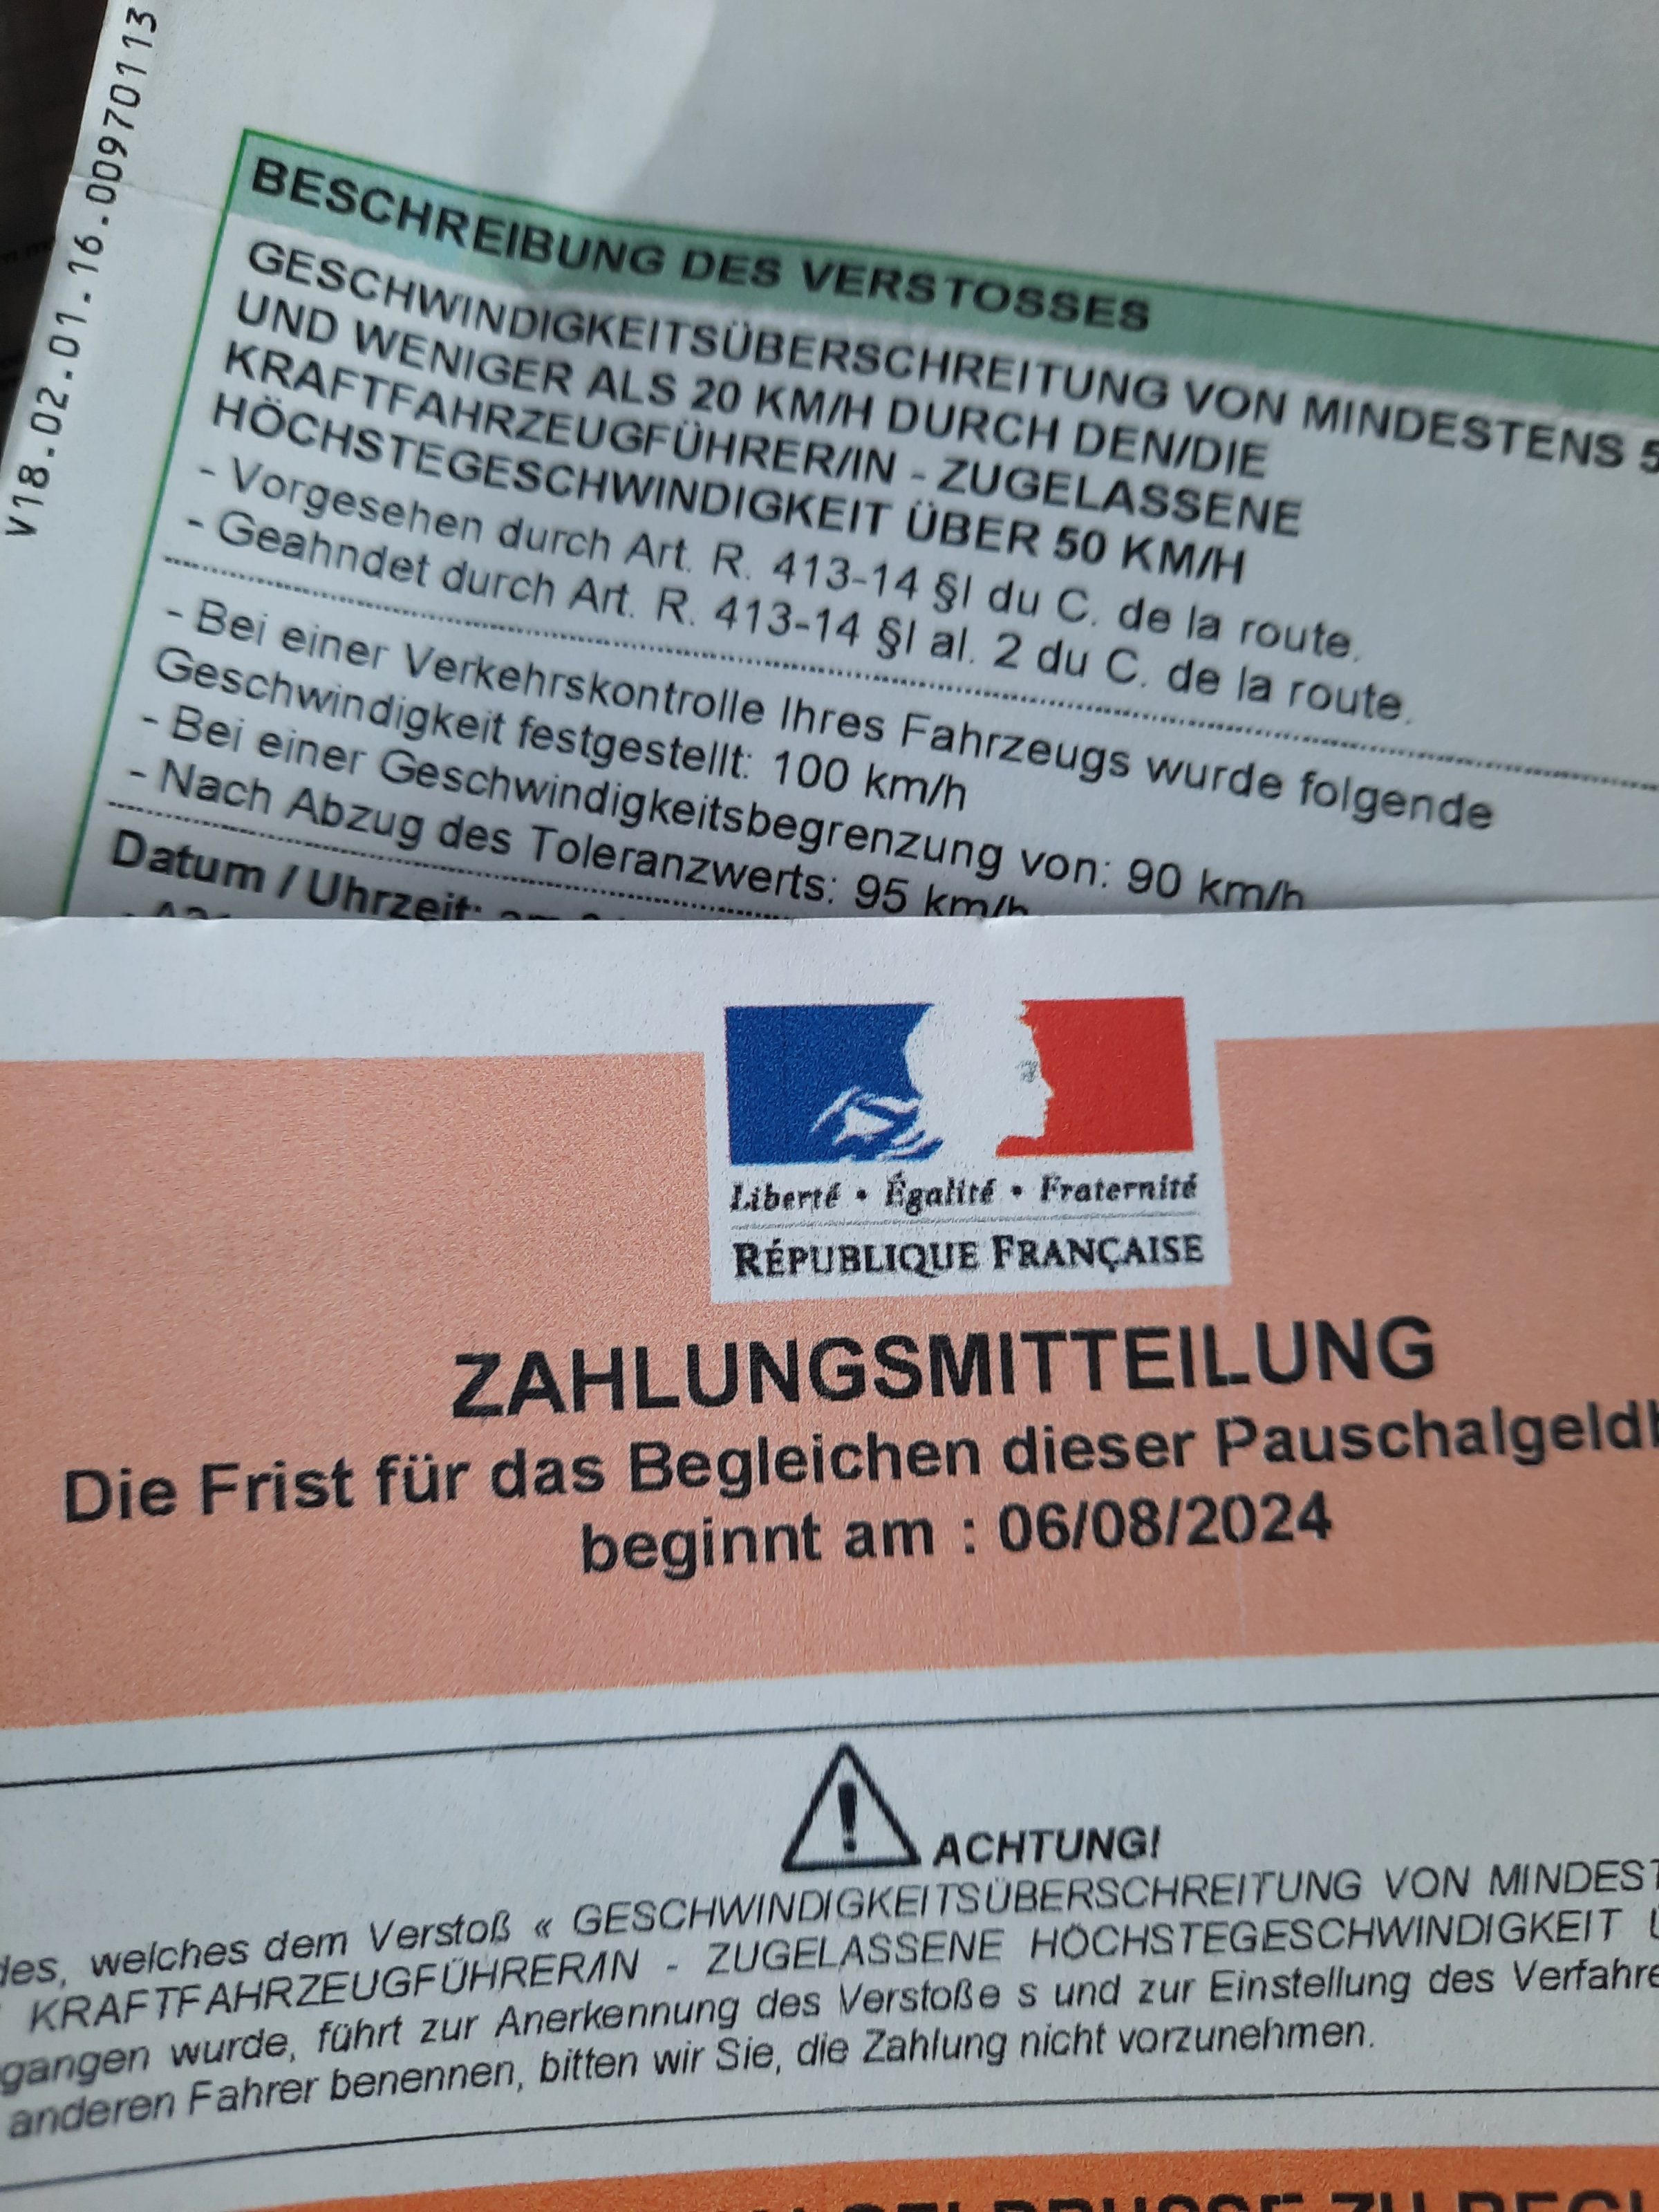 V18.02.01.16.00970113
BESCHREIBUNG DES VERSTOSSES
GESCHWINDIGKEITSÜBERSCHREITUNG VON MINDESTENS 5
UND WENIGER ALS 20 KM/H DURCH DEN/DIE
KRAFTFAHRZEUGFÜHRER/IN - ZUGELASSENE
HÖCHSTEGESCHWINDIGKEIT ÜBER 50 KM/H
- Vorgesehen durch Art. R. 413-14 §I du C. de la route.
- Geahndet durch Art. R. 413-14 §I al. 2 du C. de la route.
- Bei einer Verkehrskontrolle Ihres Fahrzeugs wurde folgende
Geschwindigkeit festgestellt: 100 km/h
- Bei einer Geschwindigkeitsbegrenzung von: 90 km/h
- Nach Abzug des Toleranzwerts: 95 km/h
Datum / Uhrzeit: am
Liberté • Égalité • Fraternité
RÉPUBLIQUE FRANÇAISE
ZAHLUNGSMITTEILUNG
Die Frist für das Begleichen dieser Pauschalgeld
beginnt am : 06/08/2024
ACHTUNG!
des, welches dem Verstoß « GESCHWINDIGKEITSÜBERSCHREITUNG VON MINDEST
KRAFTFAHRZEUGFÜHRER/IN - ZUGELASSENE HÖCHSTEGESCHWINDIGKEIT
gangen wurde, führt zur Anerkennung des Verstoße s und zur Einstellung des Verfahre
anderen Fahrer benennen, bitten wir Sie, die Zahlung nicht vorzunehmen.